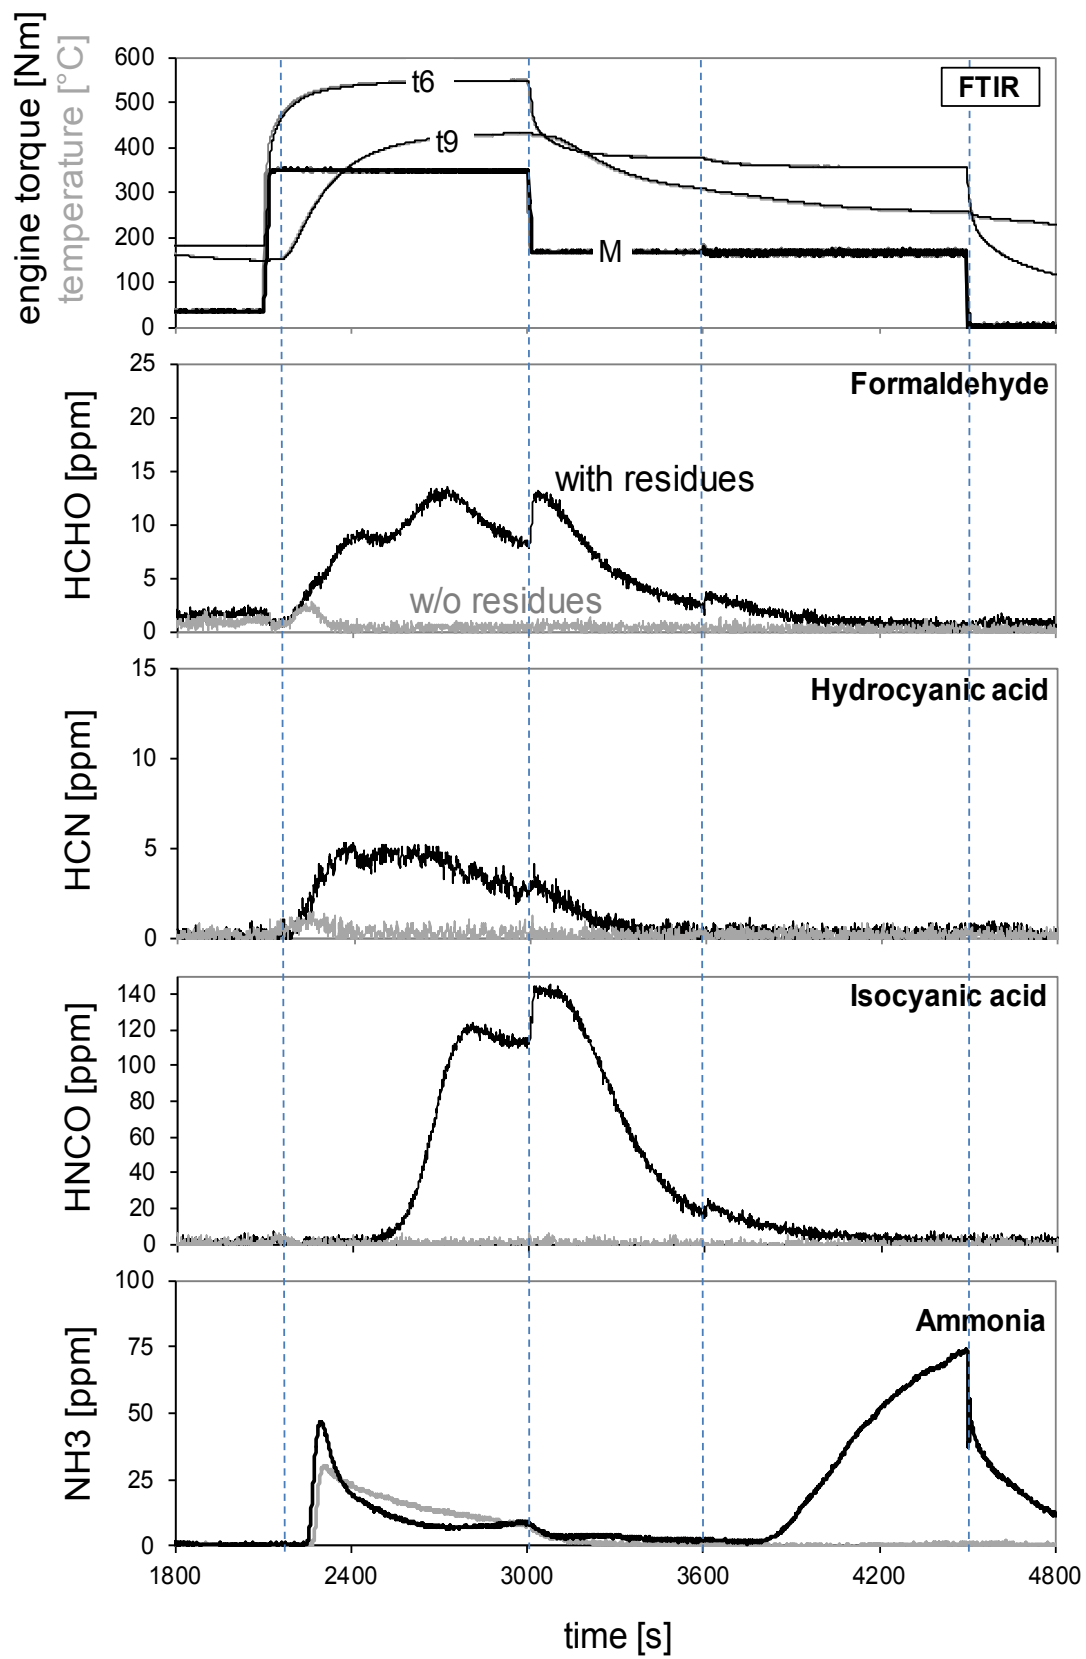 engine torque [Nm]
temperature [°C]
600
500
400
300
200
100
0
t6
t9
M
FTIR
HCHO [ppm]
25
20
15
10
5
0
Formaldehyde
with residues
w/o residues
HCN [ppm]
15
10
5
0
Hydrocyanic acid
HNCO [ppm]
140
120
100
80
60
40
20
0
Isocyanic acid
NH3 [ppm]
100
75
50
25
0
Ammonia
1800 2400 3000 3600 4200 4800
time [s]